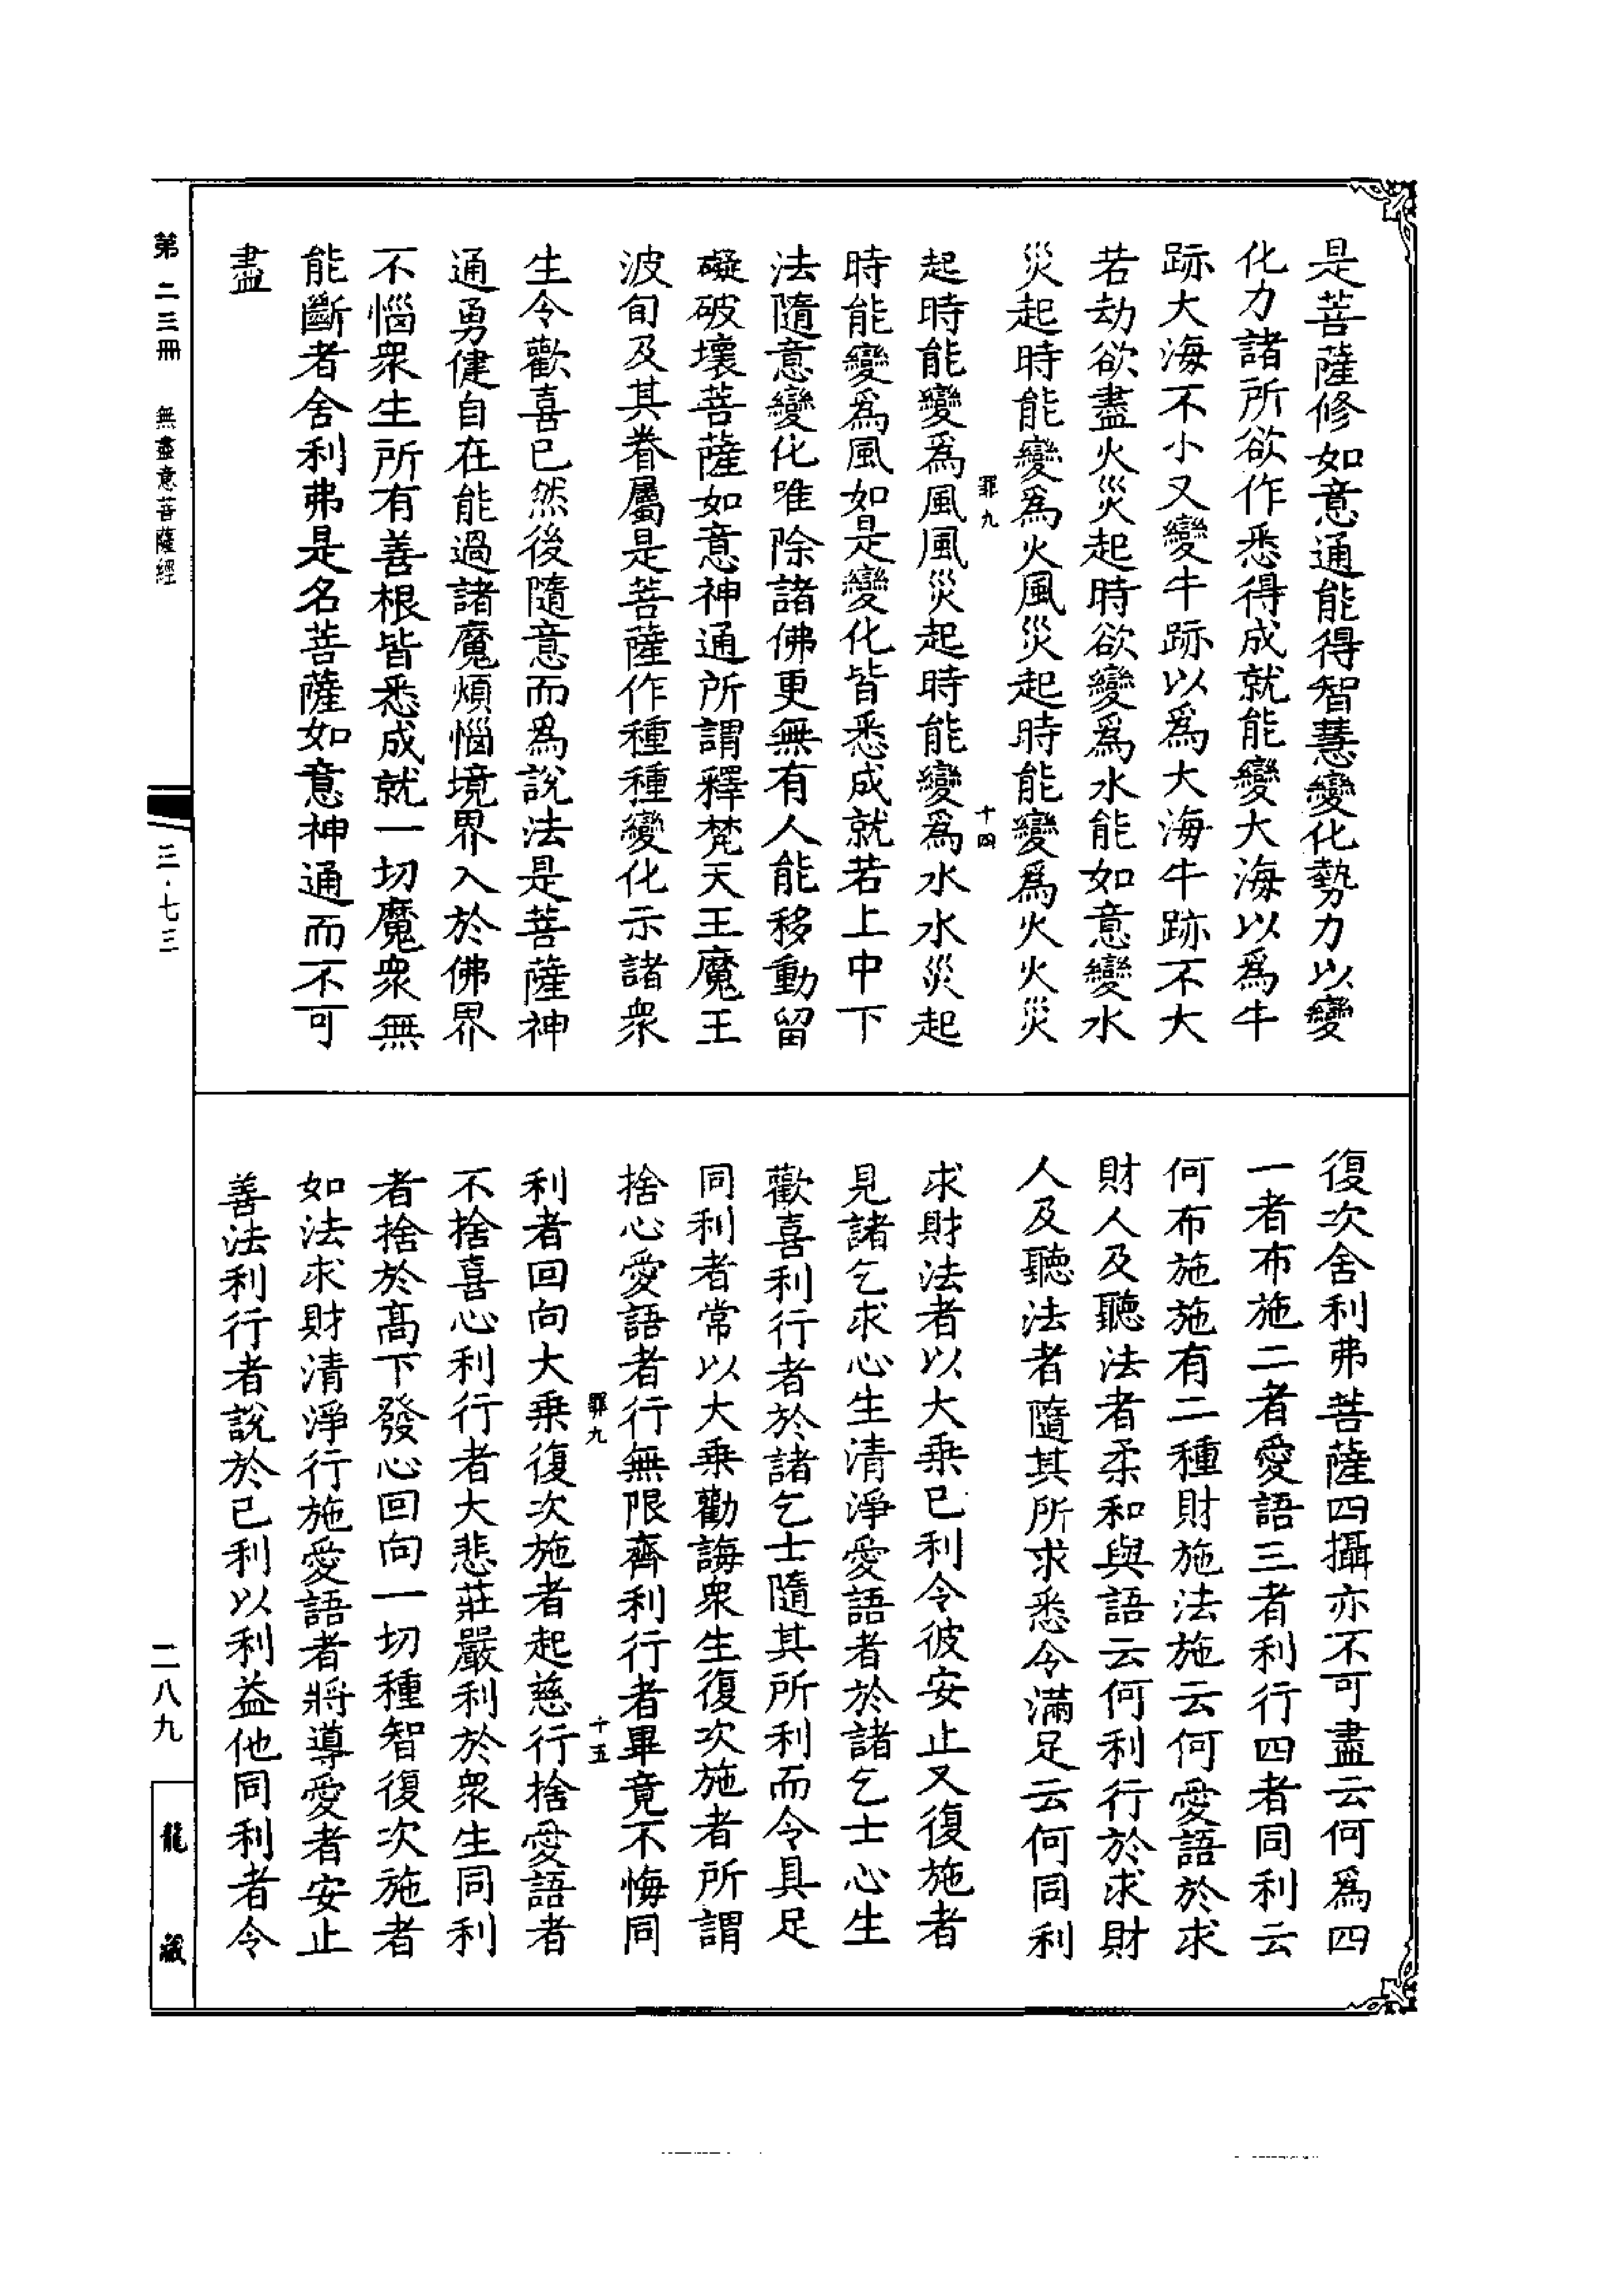 是菩薩修如意通能得智慧變化勢力以變
化力諸所欲作悉得成就能變大海以為牛
跡大海不小又變牛跡以為大海牛跡不大
若劫欲盡火災起時欲變為水能如意變水
災起時能變為火風災起時能變為火火災
罪九 十四
起時能變為風風災起時能變為水水災起
時能變為風如是變化皆悉成就若上中下
法隨意變化唯除諸佛更無有人能移動留
礙破壞菩薩如意神通所謂釋梵天王魔王
波旬及其眷屬是菩薩作種種變化示諸衆
生令歡喜已然後隨意而為說法是菩薩神
通勇健自在能過諸魔煩惱境界入於佛界
不惱衆生所有善根皆悉成就一切魔衆無
能斷者舍利弗是名菩薩如意神通而不可
盡
復次舍利弗菩薩四攝亦不可盡云何為四
一者布施二者愛語三者利行四者同利云
何布施施有二種財施法施云何愛語於求
財人及聽法者柔和與語云何利行於求財
人及聽法者隨其所求悉令滿足云何同利
求財法者以大乘已利令彼安止又復施者
見諸乞求心生清淨愛語者於諸乞士心生
歡喜利行者於諸乞士隨其所利而令具足
同利者常以大乘勸誨衆生復次施者所謂
捨心愛語者行無限齊利行者畢竟不悔同
罪九 十五
利者回向大乘復次施者起慈行捨愛語者
不捨喜心利行者大悲莊嚴利於衆生同利
者捨於高下發心回向一切種智復次施者
如法求財清淨行施愛語者將導愛者安止
善法利行者說於已利以利益他同利者令
第二三冊 無盡意菩薩經
三·七三
二八九
龍藏